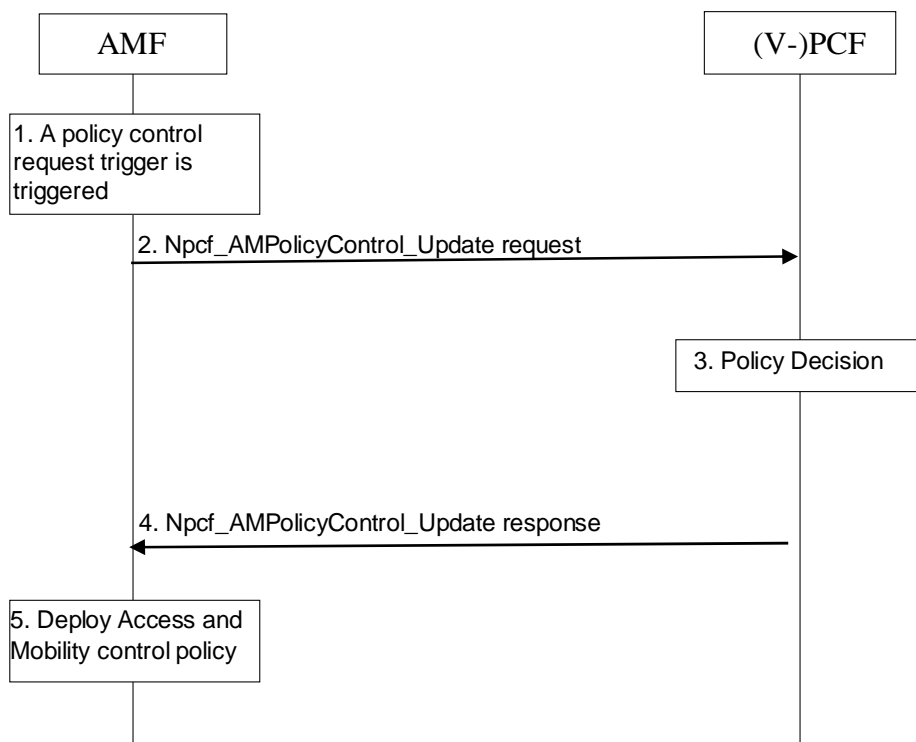 AMF
(V-)PCF
1. A policy control
request trigger is
triggered
2. Npcf_AMPolicyControl_Update request
3. Policy Decision
4. Npcf_AMPolicyControl_Update response
5. Deploy Access and
Mobility control policy